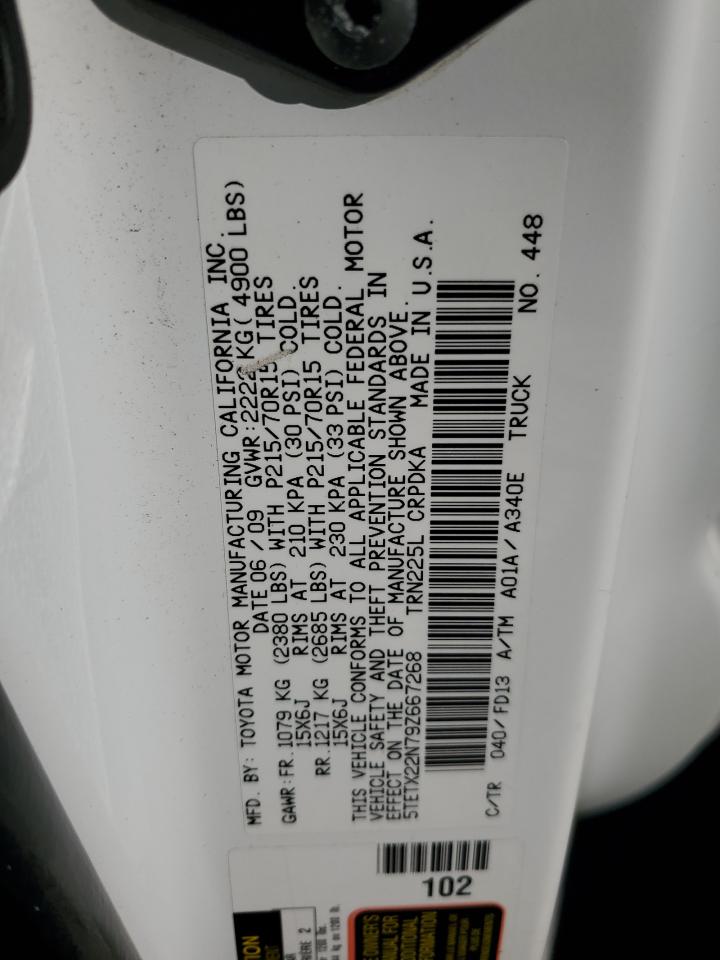 MFD. BY: TOYOTA MOTOR MANUFACTURING CALIFORNIA INC.
DATE 06/09 GVWR: 2222 KG( 4900 LBS)
GAWR:FR. 1079 KG (2380 LBS) WITH P215/70R15 TIRES
15X6J RIMS AT 210 KPA (30 PSI) COLD.
RR. 1217 KG (2685 LBS) WITH P215/70R15 TIRES
15X6J RIMS AT 230 KPA (33 PSI) COLD.
THIS VEHICLE CONFORMS TO ALL APPLICABLE FEDERAL MOTOR
VEHICLE SAFETY AND THEFT PREVENTION STANDARDS IN
EFFECT ON THE DATE OF MANUFACTURE SHOWN ABOVE.
5TETX22N79Z667268 TRN225L CRPDKA MADE IN U.S.A.
C/TR 040/FD13 A/TM A01A/A340E TRUCK NO. 448
102